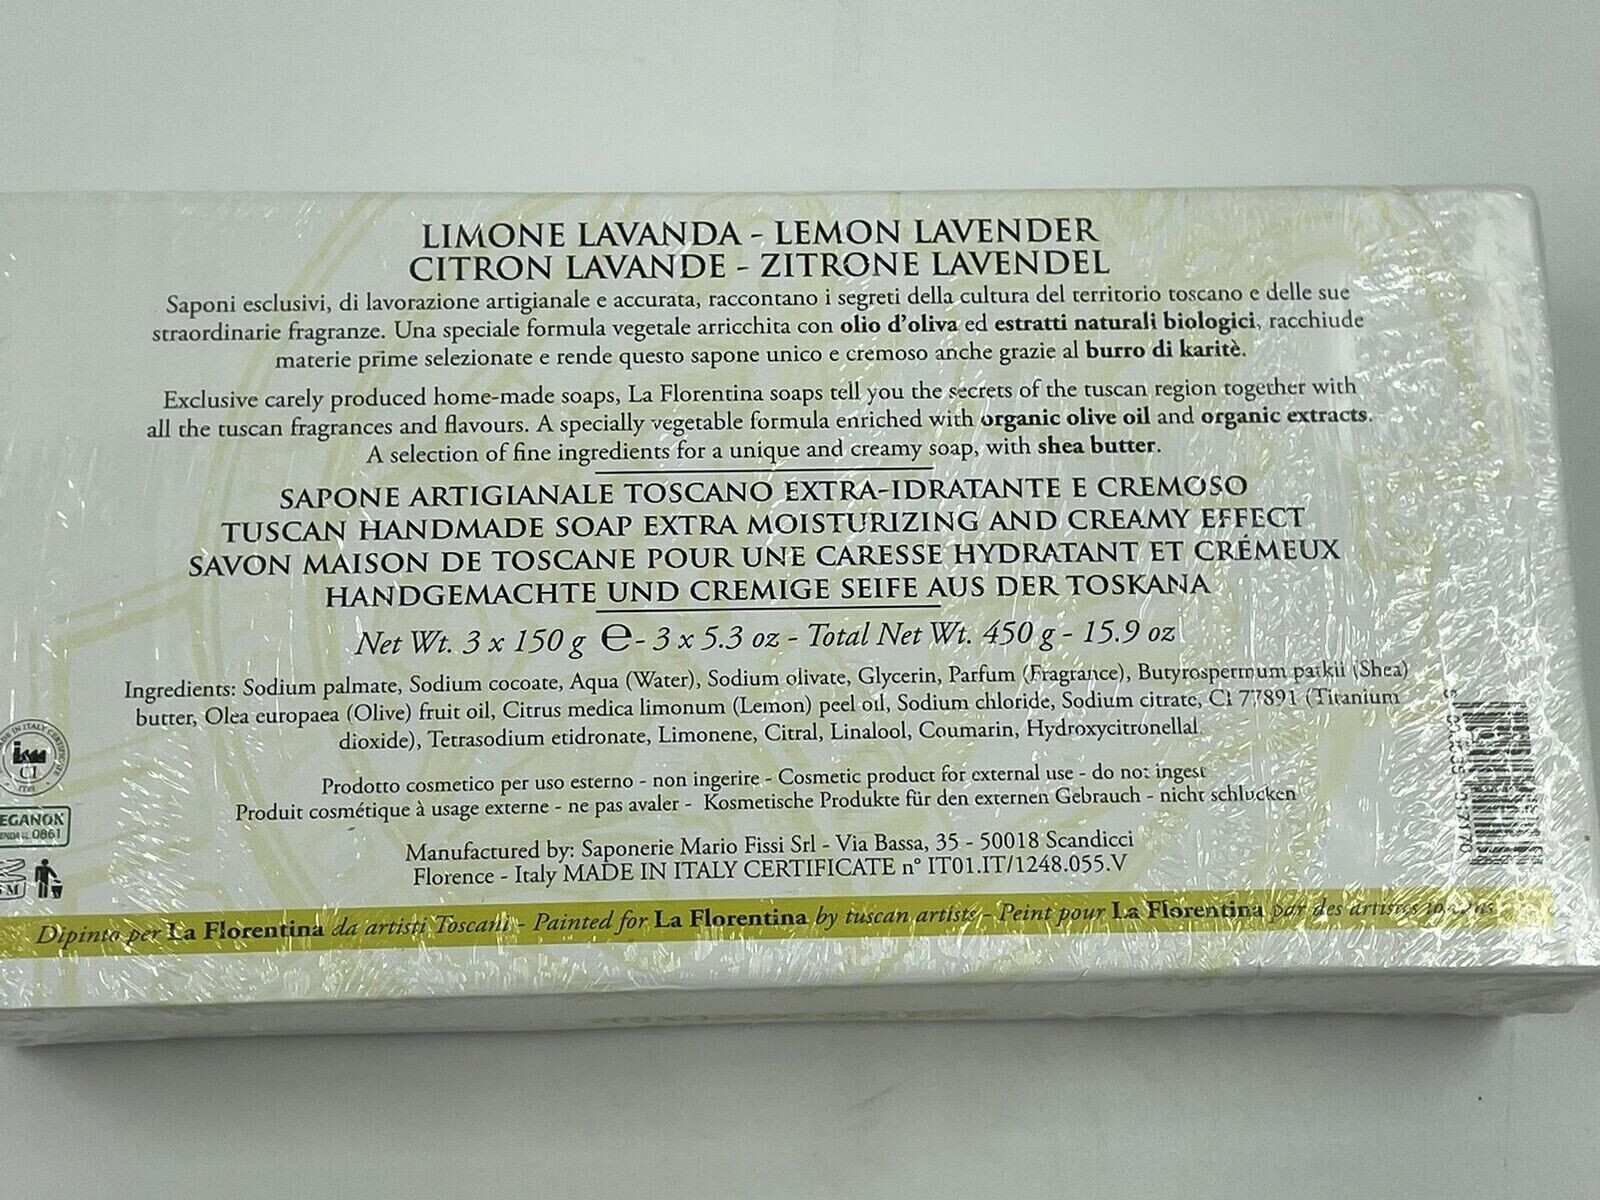 LIMONE LAVANDA - LEMON LAVENDER
CITRON LAVANDE - ZITRONE LAVENDEL
Saponi esclusivi, di lavorazione artigianale e accurata, raccontano i segreti della cultura del territorio toscano e delle sue
straordinarie fragranze. Una speciale formula vegetale arricchita con olio d'oliva ed estratti naturali biologici, racchiude
materie prime selezionate e rende questo sapone unico e cremoso anche grazie al burro di karitè.
Exclusive carely produced home-made soaps, La Florentina soaps tell you the secrets of the tuscan region together with
all the tuscan fragrances and flavours. A specially vegetable formula enriched with organic olive oil and organic extracts.
A selection of fine ingredients for a unique and creamy soap, with shea butter.
SAPONE ARTIGIANALE TOSCANO EXTRA-IDRATANTE E CREMOSO
TUSCAN HANDMADE SOAP EXTRA MOISTURIZING AND CREAMY EFFECT
SAVON MAISON DE TOSCANE POUR UNE CARESSE HYDRATANT ET CRÉMEUX
HANDGEMACHTE UND CREMIGE SEIFE AUS DER TOSKANA
Net Wt. 3 x 150 g ℮ - 3 x 5.3 oz - Total Net Wt. 450 g - 15.9 oz
Ingredients: Sodium palmate, Sodium cocoate, Aqua (Water), Sodium olivate, Glycerin, Parfum (Fragrance), Butyrospermum parkii (Shea)
butter, Olea europaea (Olive) fruit oil, Citrus medica limonum (Lemon) peel oil, Sodium chloride, Sodium citrate, CI 77891 (Titanium
dioxide), Tetrasodium etidronate, Limonene, Citral, Linalool, Coumarin, Hydroxycitronellal.
Prodotto cosmetico per uso esterno - non ingerire - Cosmetic product for external use - do not ingest
Produit cosmétique à usage externe - ne pas avaler - Kosmetische Produkte für den externen Gebrauch - nicht schlucken
Manufactured by: Saponerie Mario Fissi Srl - Via Bassa, 35 - 50018 Scandicci
Florence - Italy MADE IN ITALY CERTIFICATE n° IT01.IT/1248.055.V
MADE IN ITALY CERTIFICATE
EGANOK
0861
SM
Dipinto per La Florentina da artisti Toscani - Painted for La Florentina by tuscan artists - Peint pour La Florentina par des artistes